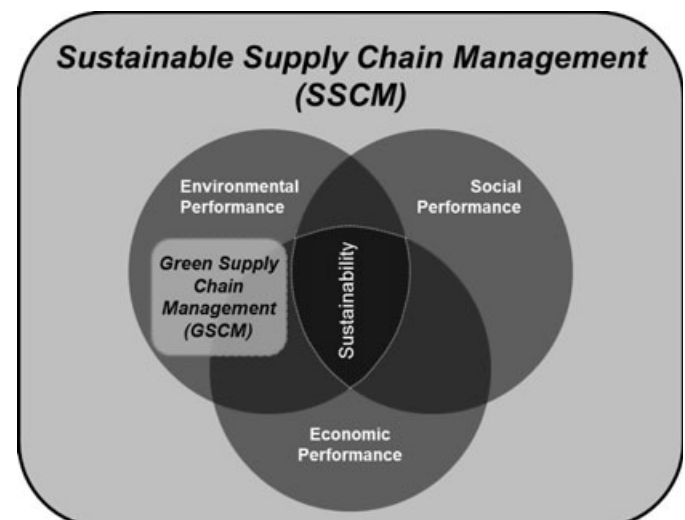 Sustainable Supply Chain Management
(SSCM)
Environmental
Performance
Social
Performance
Green Supply
Chain
Management
(GSCM)
Sustainability
Economic
Performance